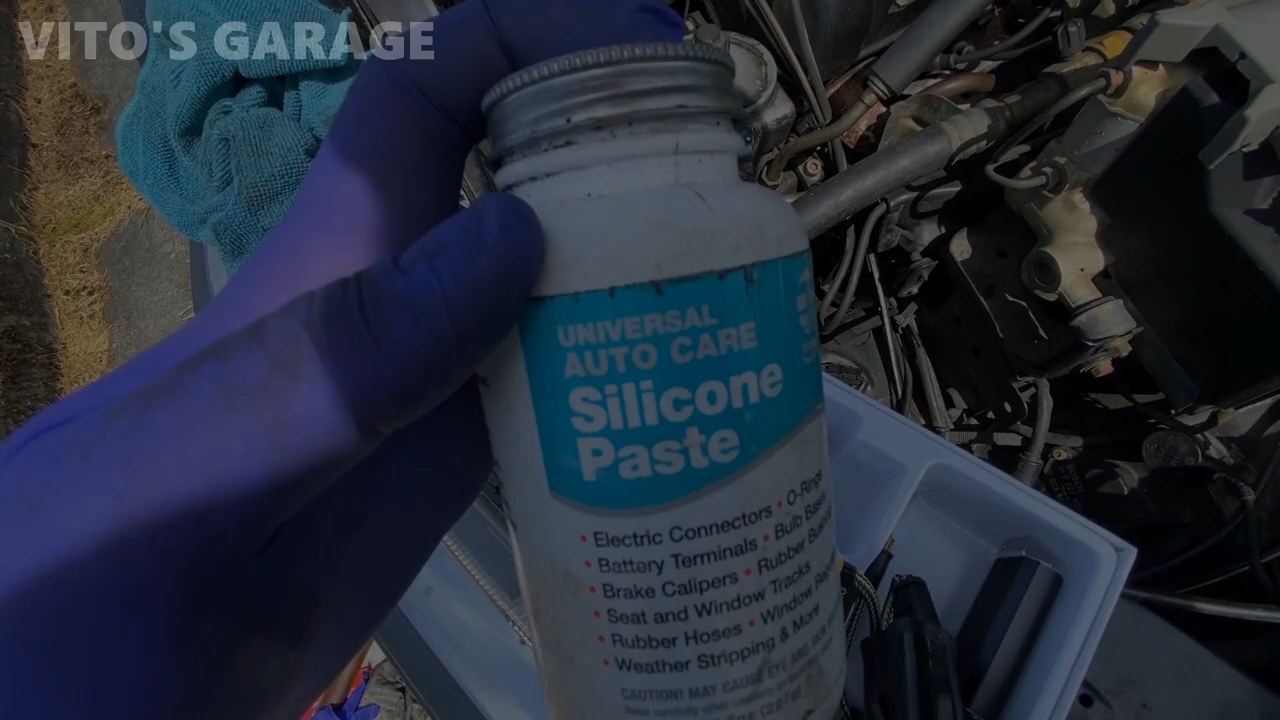 VITO'S GARAGE
UNIVERSAL
AUTO CARE
Silicone
Paste
• Electric Connectors • O-Rings
• Battery Terminals • Bulb
• Brake Calipers • Rubber
• Seat and Window Tracks
• Rubber Hoses • Window
• Weather Stripping & More
CAUTION! MAY CAUSE EYE AND